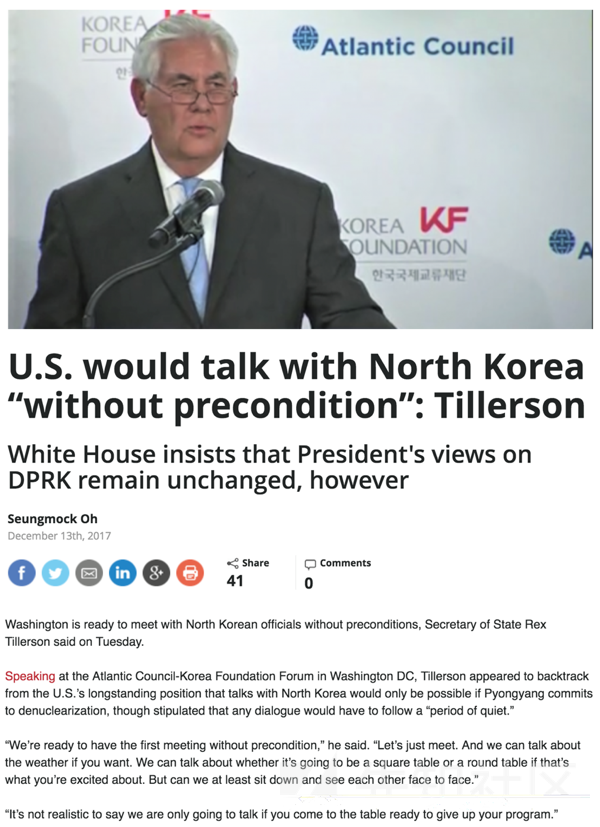 KOREA KF
FOUN
한
Atlantic Council
KOREA KF
FOUNDATION
한국국제교류재단
A
U.S. would talk with North Korea
“without precondition”: Tillerson
White House insists that President's views on
DPRK remain unchanged, however
Seungmock Oh
December 13th, 2017
Share
41
Comments
0
Washington is ready to meet with North Korean officials without preconditions, Secretary of State Rex
Tillerson said on Tuesday.
Speaking at the Atlantic Council-Korea Foundation Forum in Washington DC, Tillerson appeared to backtrack
from the U.S.’s longstanding position that talks with North Korea would only be possible if Pyongyang commits
to denuclearization, though stipulated that any dialogue would have to follow a “period of quiet.”
“We’re ready to have the first meeting without precondition,” he said. “Let’s just meet. And we can talk about
the weather if you want. We can talk about whether it’s going to be a square table or a round table if that’s
what you’re excited about. But can we at least sit down and see each other face to face.”
“It’s not realistic to say we are only going to talk if you come to the table ready to give up your program.”